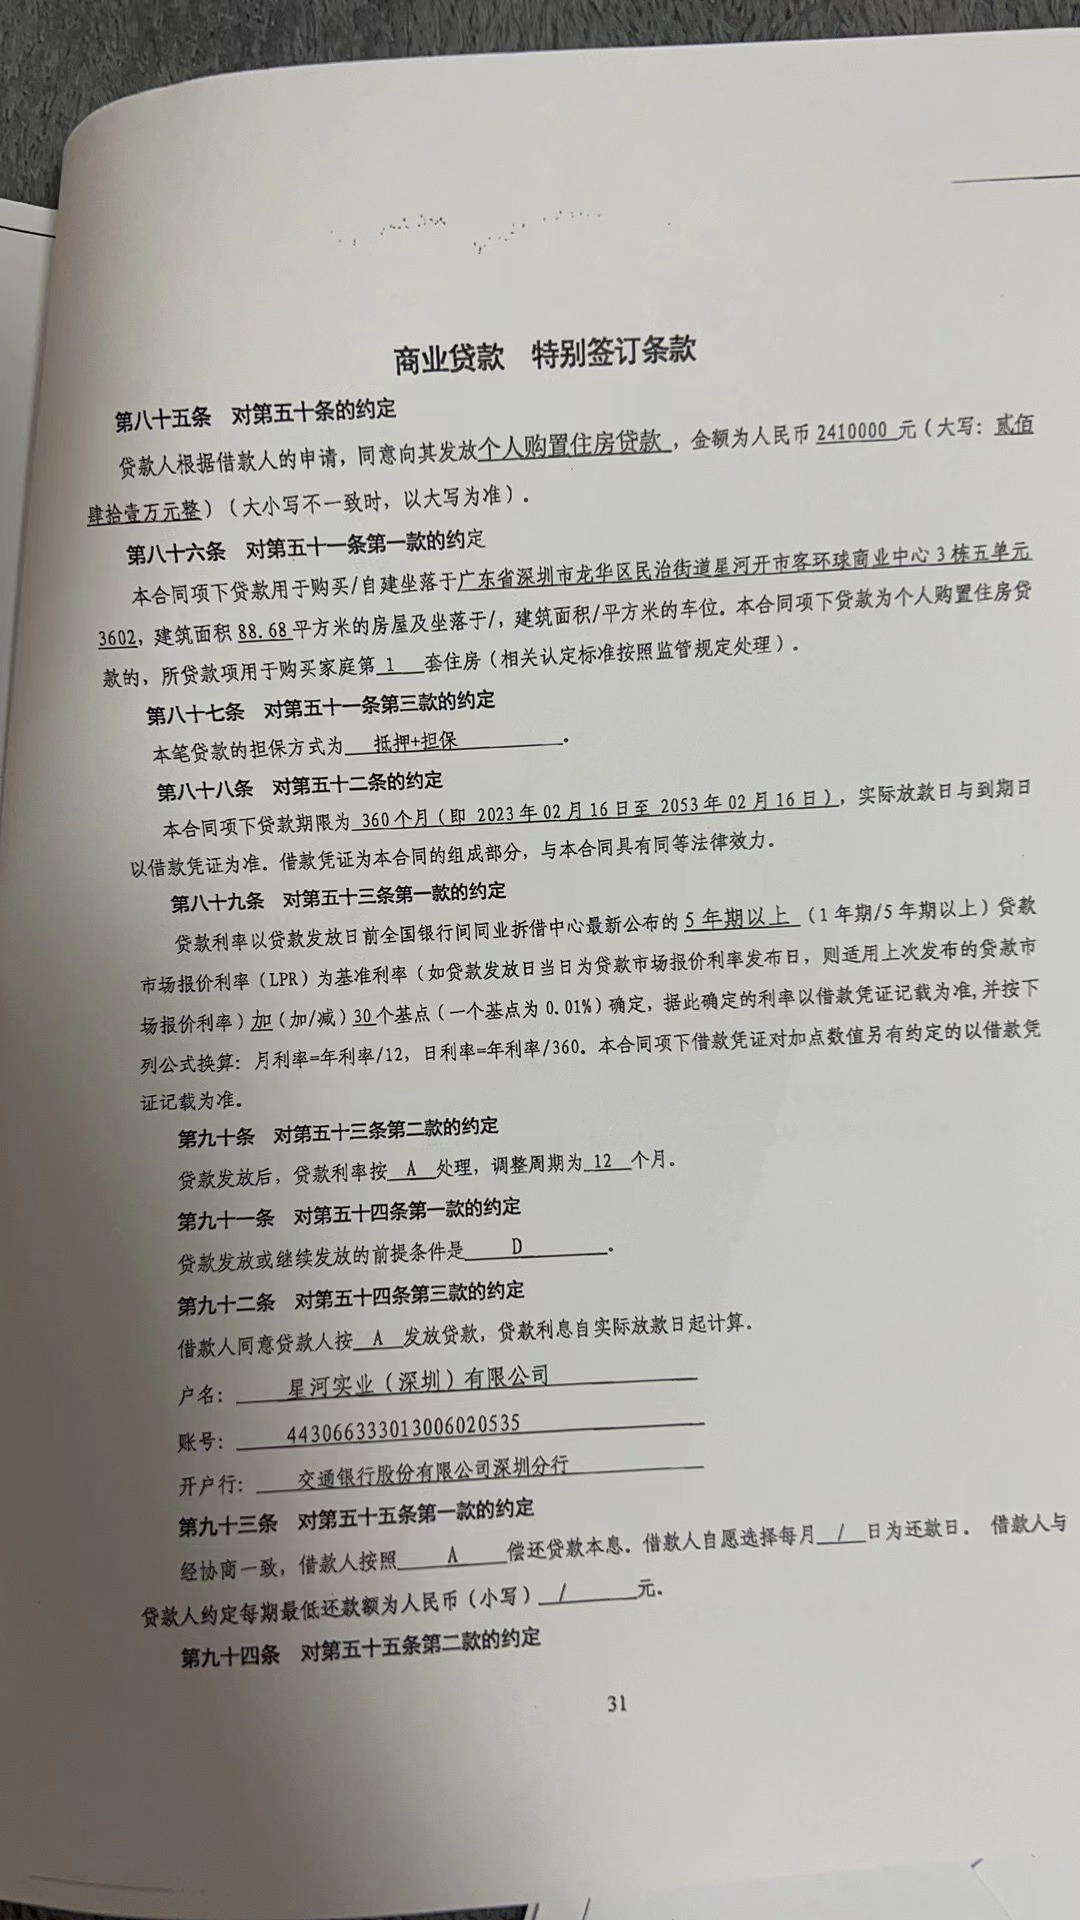 商业贷款 特别签订条款
第八十五条 对第五十条的约定
贷款人根据借款人的申请，同意向其发放个人购置住房贷款，金额为人民币2410000元（大写：贰佰
肆拾壹万元整）（大小写不一致时，以大写为准）。
第八十六条 对第五十一条第一款的约定
本合同项下贷款用于购买/自建坐落于广东省深圳市龙华区民治街道星河开市客环球商业中心3栋五单元
3602，建筑面积88.68平方米的房屋及坐落于/，建筑面积/平方米的车位。本合同项下贷款为个人购置住房贷
款的，所贷款项用于购买家庭第 1 套住房（相关认定标准按照监管规定处理）。
第八十七条 对第五十一条第三款的约定
本笔贷款的担保方式为 抵押+担保 。
第八十八条 对第五十二条的约定
本合同项下贷款期限为 360个月（即 2023年02月16日至 2053年02月16日），实际放款日与到期日
以借款凭证为准。借款凭证为本合同的组成部分，与本合同具有同等法律效力。
第八十九条 对第五十三条第一款的约定
贷款利率以贷款发放日前全国银行间同业拆借中心最新公布的5年期以上（1年期/5年期以上）贷款
市场报价利率（LPR）为基准利率（如贷款发放日当日为贷款市场报价利率发布日，则适用上次发布的贷款市
场报价利率）加（加/减）30个基点（一个基点为0.01%）确定，据此确定的利率以借款凭证记载为准,并按下
列公式换算：月利率=年利率/12，日利率=年利率/360。本合同项下借款凭证对加点数值另有约定的以借款凭
证记载为准。
第九十条 对第五十三条第二款的约定
贷款发放后，贷款利率按 A 处理，调整周期为 12 个月。
第九十一条 对第五十四条第一款的约定
贷款发放或继续发放的前提条件是 D 。
第九十二条 对第五十四条第三款的约定
借款人同意贷款人按 A 发放贷款，贷款利息自实际放款日起计算。
户名： 星河实业（深圳）有限公司
账号： 443066333013006020535
开户行： 交通银行股份有限公司深圳分行
第九十三条 对第五十五条第一款的约定
经协商一致，借款人按照 A 偿还贷款本息。借款人自愿选择每月 / 日为还款日。 借款人与
贷款人约定每期最低还款额为人民币（小写） / 元。
第九十四条 对第五十五条第二款的约定
31